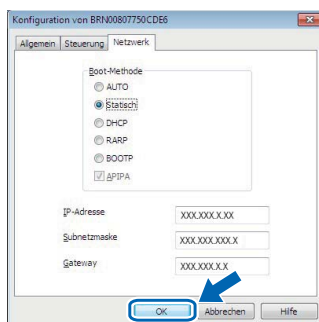 Konfiguration von BRN00807750CDE6
Allgemein Steuerung Netzwerk
Boot-Methode
AUTO
Statisch
DHCP
RARP
BOOTP
APIPA
IP-Adresse XXX.XXX.X.XX
Subnetzmaske XXX.XXX.XXX.X
Gateway XXX.XXX.X.X
OK Abbrechen Hilfe